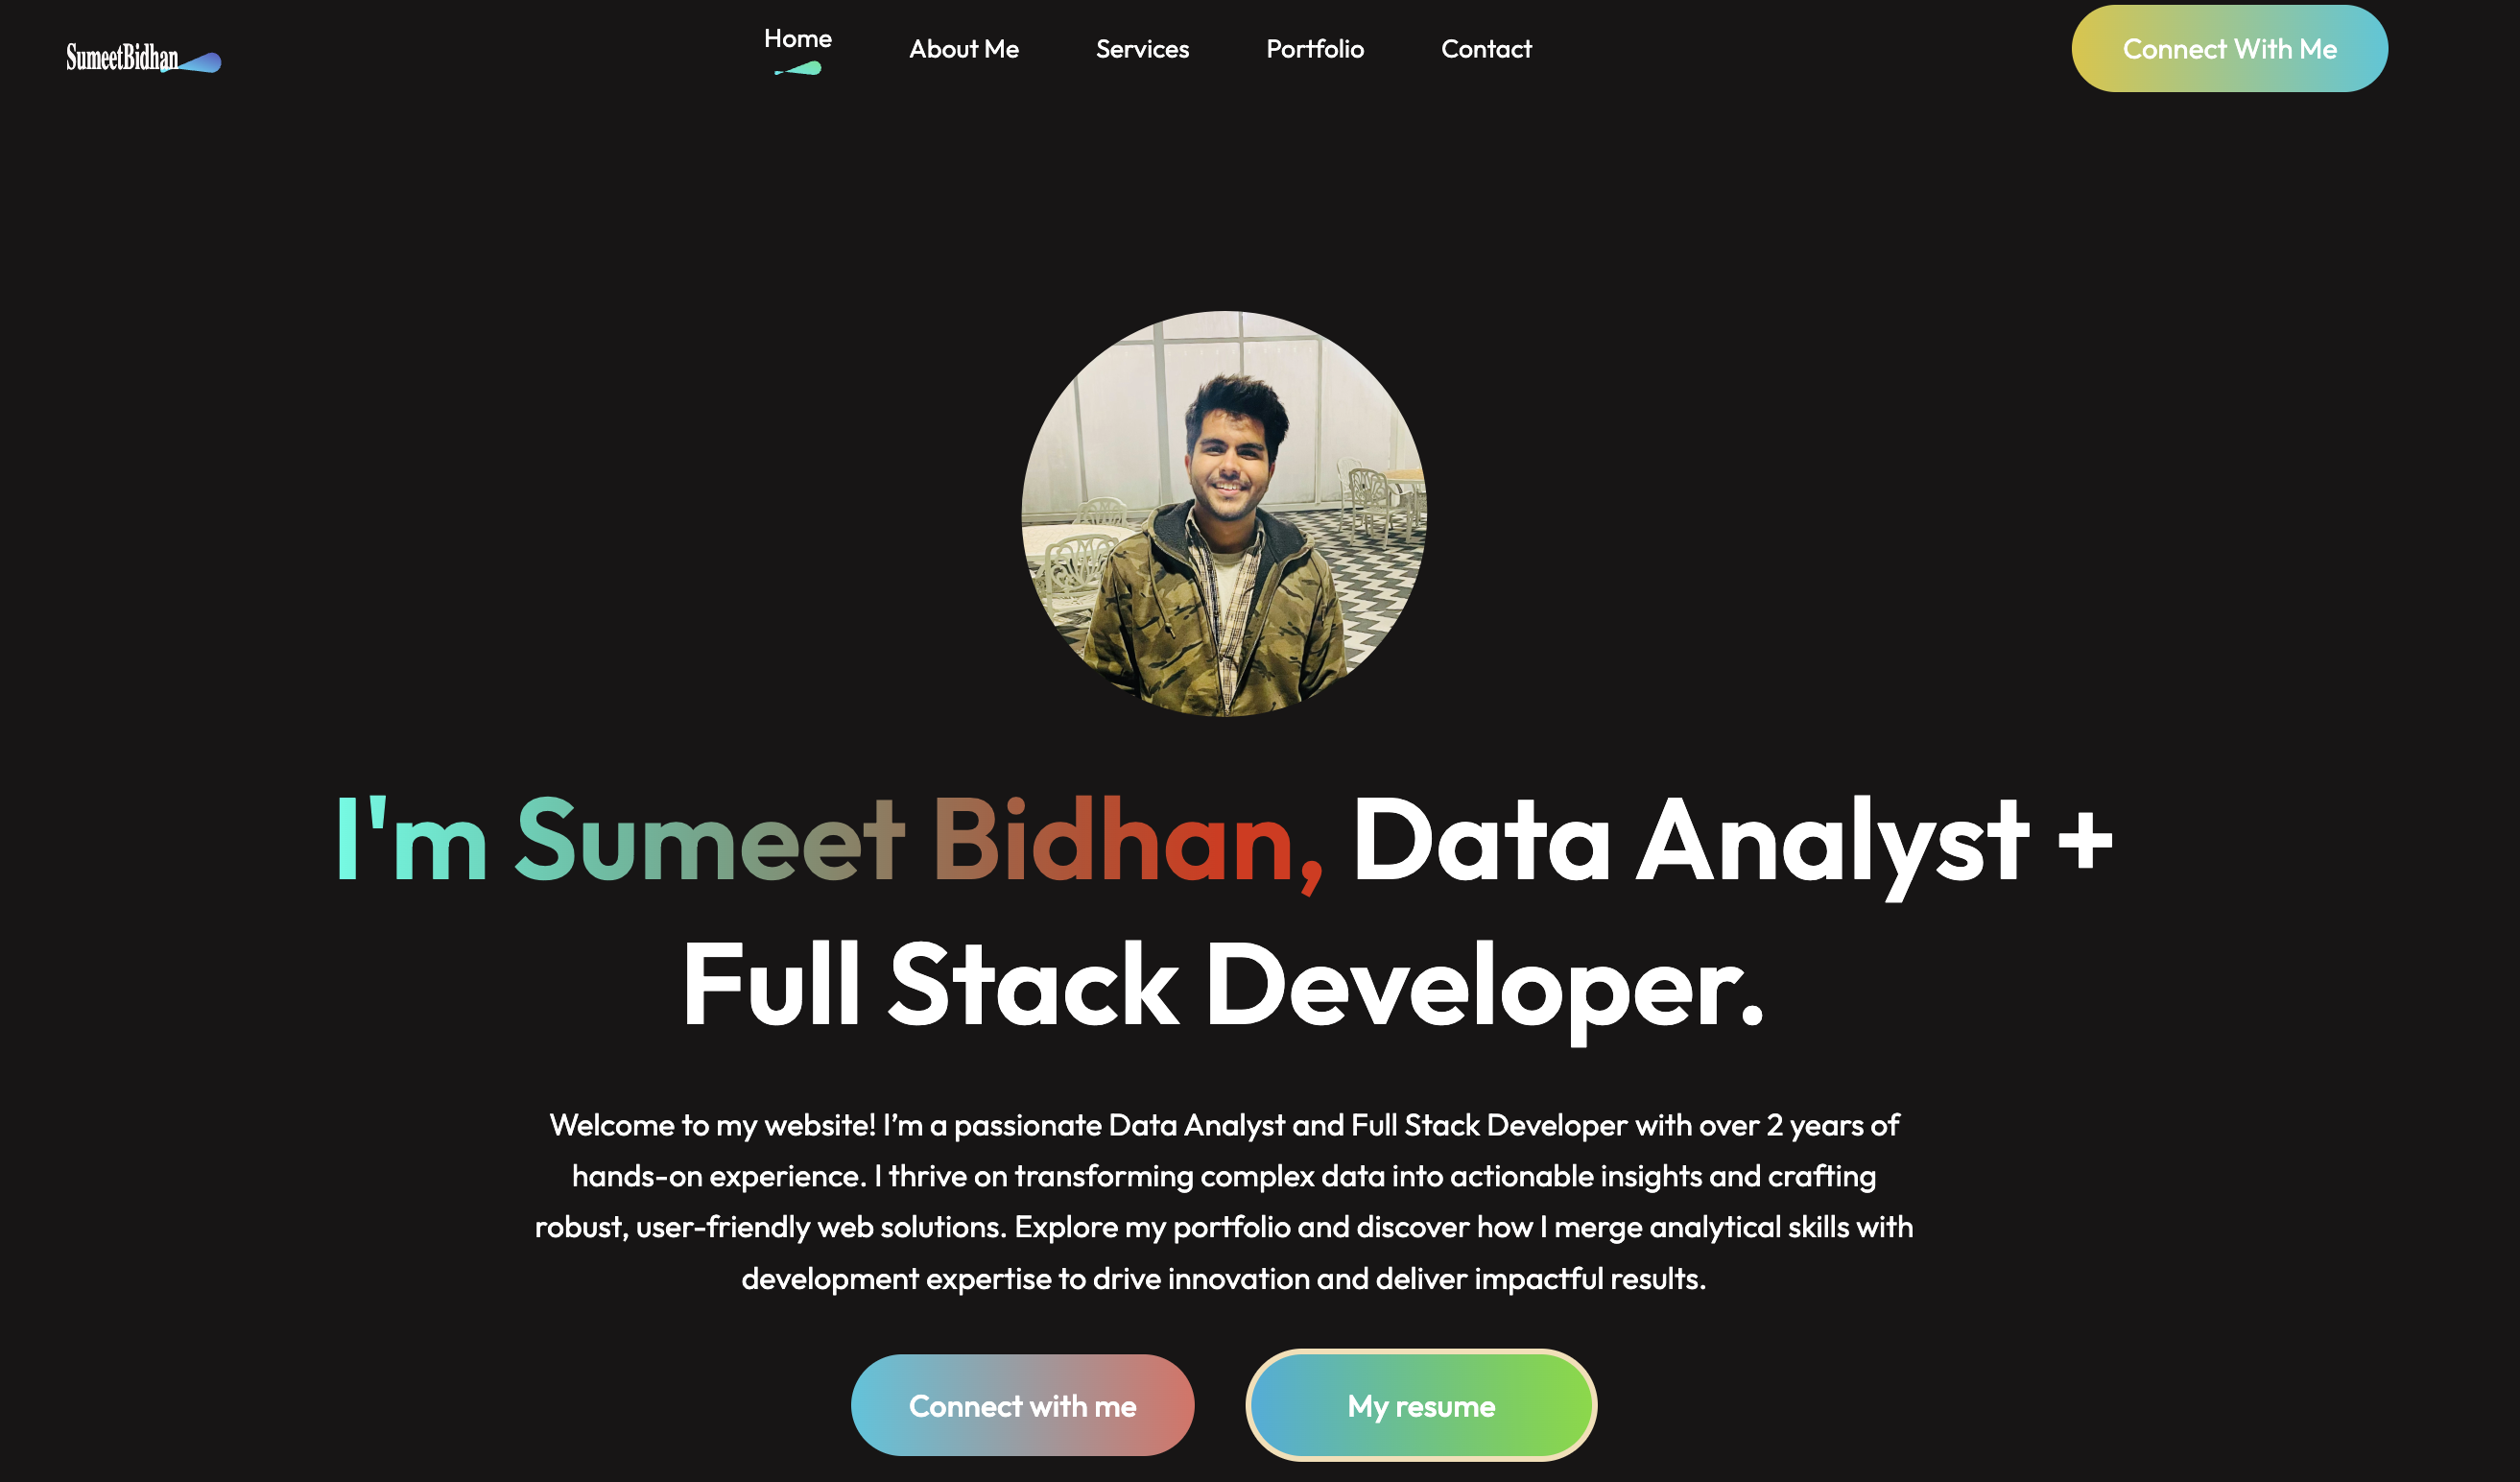 SumeetBidhan
Home
About Me
Services
Portfolio
Contact
Connect With Me
I'm Sumeet Bidhan, Data Analyst +
Full Stack Developer.
Welcome to my website! I’m a passionate Data Analyst and Full Stack Developer with over 2 years of
hands-on experience. I thrive on transforming complex data into actionable insights and crafting
robust, user-friendly web solutions. Explore my portfolio and discover how I merge analytical skills with
development expertise to drive innovation and deliver impactful results.
Connect with me
My resume